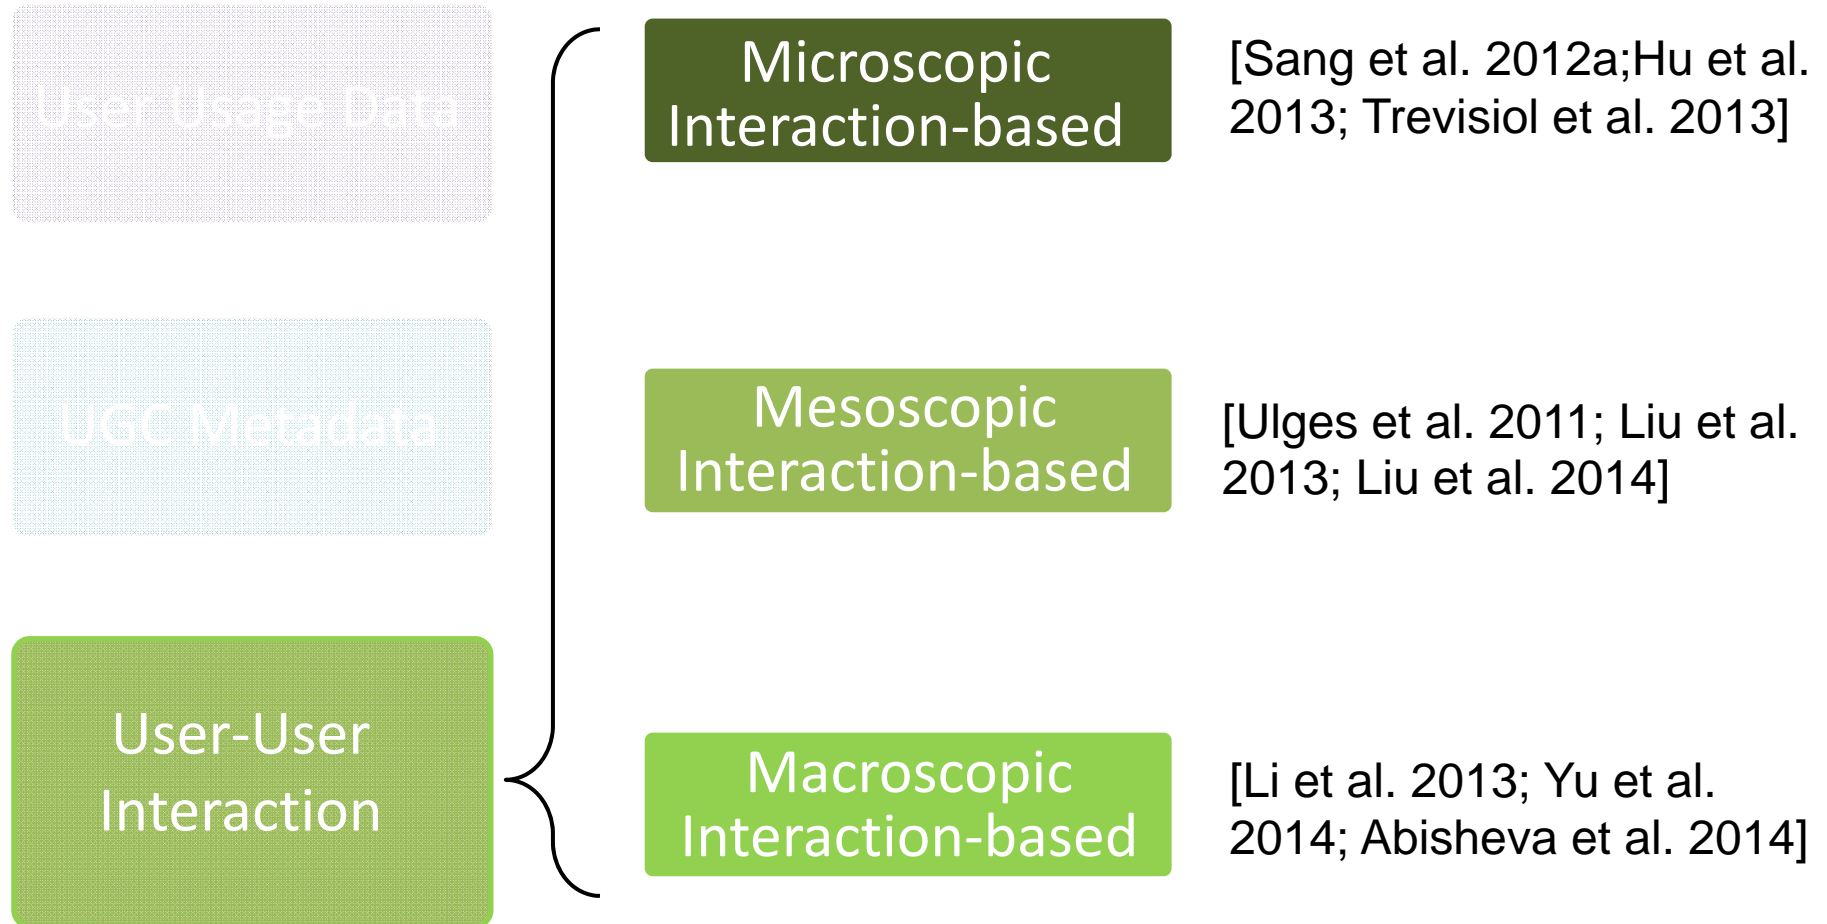 User Usage Data
UGC Metadata
User-User
Interaction
Microscopic
Interaction-based
[Sang et al. 2012a;Hu et al.
2013; Trevisiol et al. 2013]
Mesoscopic
Interaction-based
[Ulges et al. 2011; Liu et al.
2013; Liu et al. 2014]
Macroscopic
Interaction-based
[Li et al. 2013; Yu et al.
2014; Abisheva et al. 2014]